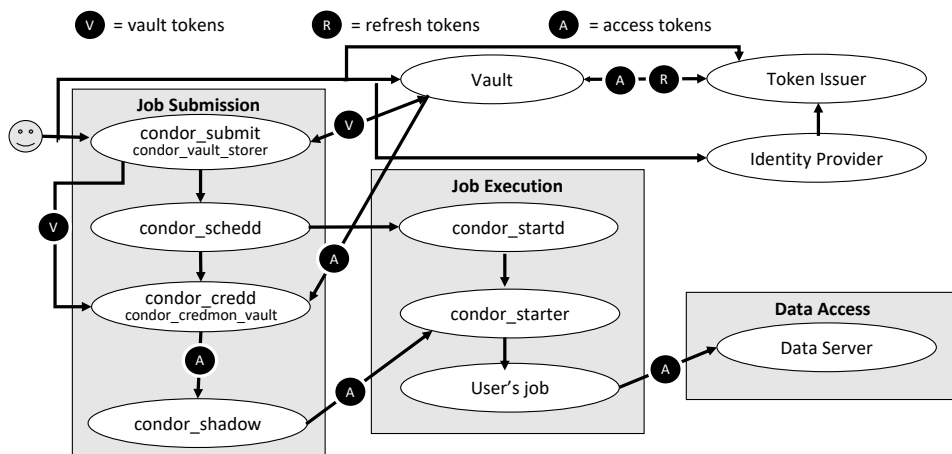 V = vault tokens
R = refresh tokens
A = access tokens
Vault
A
R
Token Issuer
Job Submission
condor_submit
condor_vault_storer
V
Identity Provider
Job Execution
V
condor_schedd
condor_startd
A
condor_credd
condor_credmon_vault
condor_starter
Data Access
Data Server
A
A
User's job
A
condor_shadow